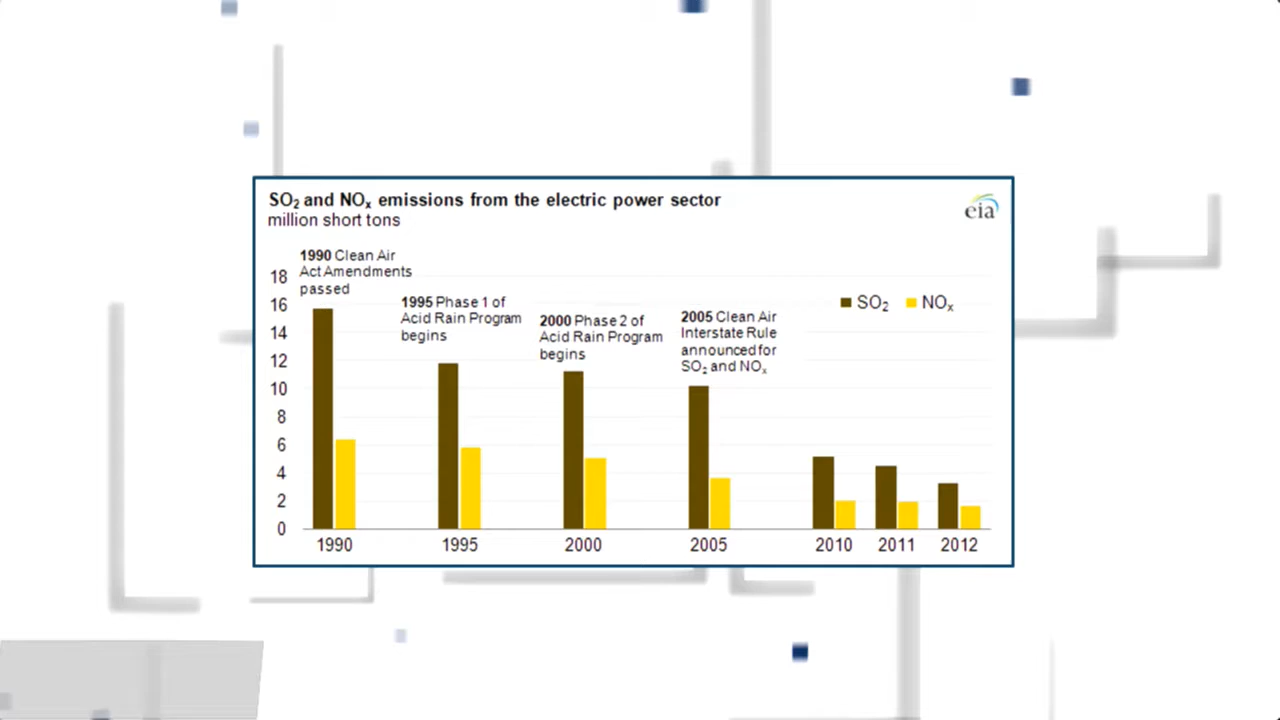 SO₂ and NOₓ emissions from the electric power sector
million short tons
eia
1990 Clean Air
Act Amendments
passed
1995 Phase 1 of
Acid Rain Program
begins
2000 Phase 2 of
Acid Rain Program
begins
2005 Clean Air
Interstate Rule
announced for
SO₂ and NOₓ
SO₂ NOₓ
18
16
14
12
10
8
6
4
2
0
1990 1995 2000 2005 2010 2011 2012